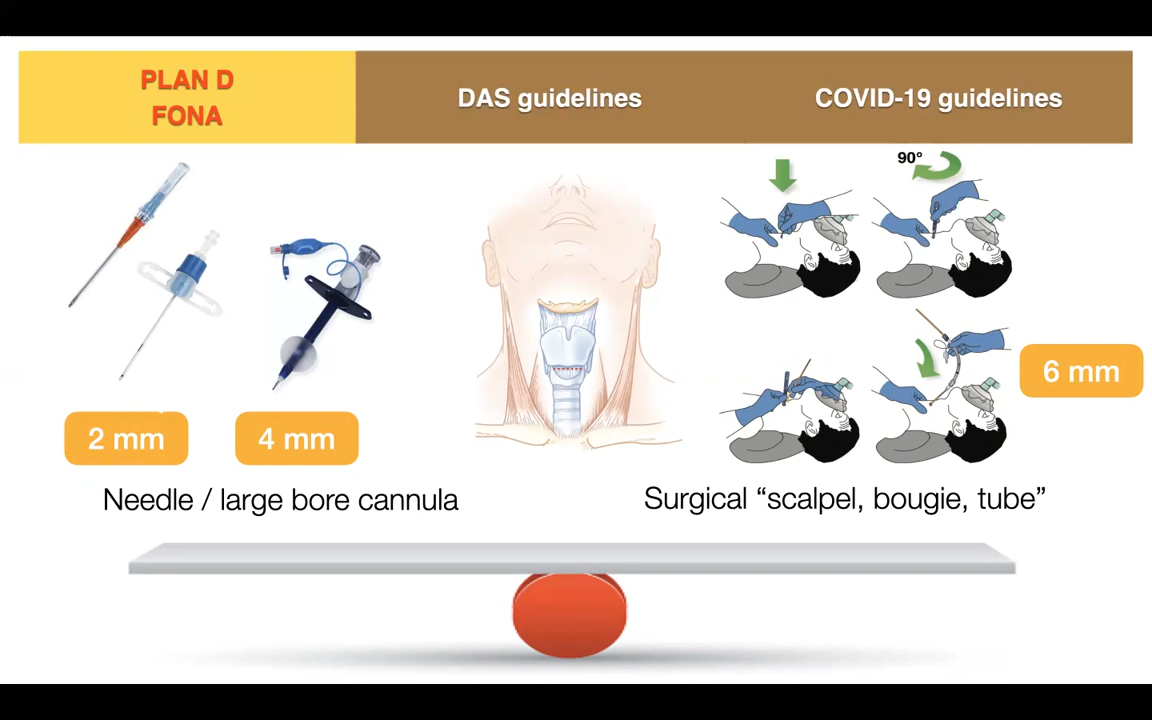 PLAN D
FONA
DAS guidelines
COVID-19 guidelines
90°
6 mm
2 mm
4 mm
Needle / large bore cannula
Surgical “scalpel, bougie, tube”